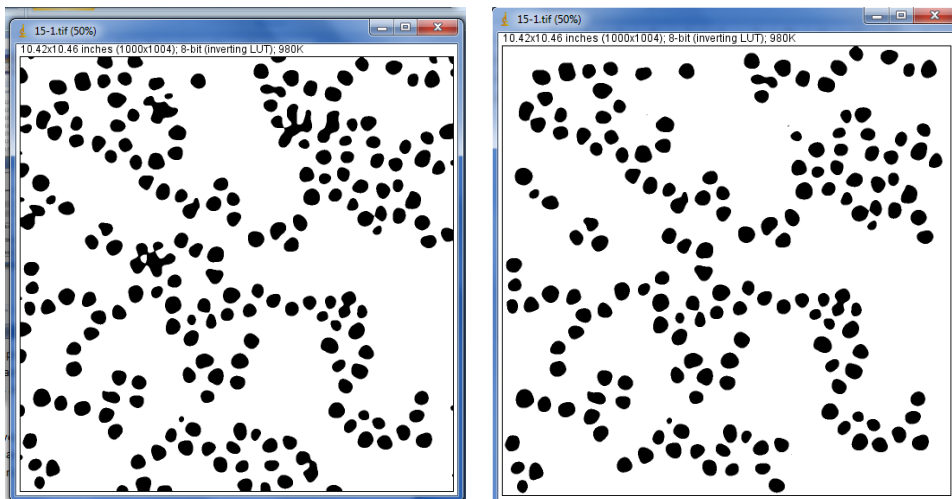 15-1.tif (50%)
10.42x10.46 inches (1000x1004); 8-bit (inverting LUT); 980K
15-1.tif (50%)
10.42x10.46 inches (1000x1004); 8-bit (inverting LUT); 980K